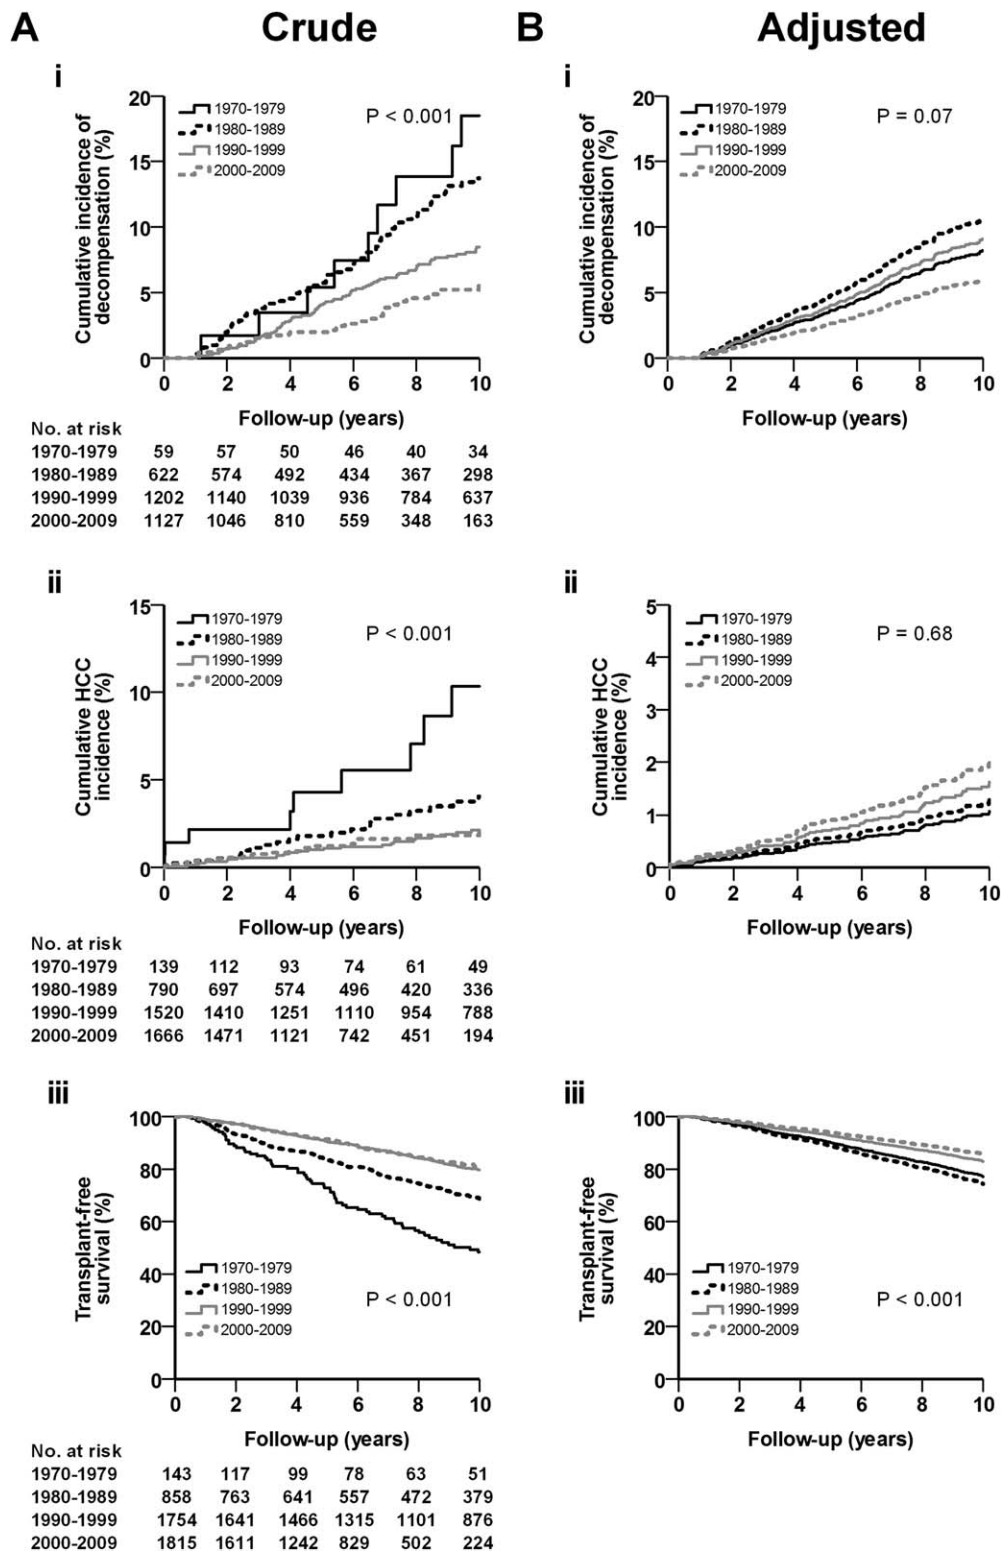 A Crude B Adjusted
i i
Cumulative incidence of decompensation (%)
20
15
10
5
0
1970-1979
1980-1989
1990-1999
2000-2009
P < 0.001
0 2 4 6 8 10
Follow-up (years)
Cumulative incidence of decompensation (%)
20
15
10
5
0
1970-1979
1980-1989
1990-1999
2000-2009
P = 0.07
0 2 4 6 8 10
Follow-up (years)
No. at risk
1970-1979 59 57 50 46 40 34
1980-1989 622 574 492 434 367 298
1990-1999 1202 1140 1039 936 784 637
2000-2009 1127 1046 810 559 348 163
ii ii
Cumulative HCC incidence (%)
15
10
5
0
1970-1979
1980-1989
1990-1999
2000-2009
P < 0.001
0 2 4 6 8 10
Follow-up (years)
Cumulative HCC incidence (%)
5
4
3
2
1
0
1970-1979
1980-1989
1990-1999
2000-2009
P = 0.68
0 2 4 6 8 10
Follow-up (years)
No. at risk
1970-1979 139 112 93 74 61 49
1980-1989 790 697 574 496 420 336
1990-1999 1520 1410 1251 1110 954 788
2000-2009 1666 1471 1121 742 451 194
iii iii
Transplant-free survival (%)
100
80
60
40
20
0
1970-1979
1980-1989
1990-1999
2000-2009
P < 0.001
0 2 4 6 8 10
Follow-up (years)
Transplant-free survival (%)
100
80
60
40
20
0
1970-1979
1980-1989
1990-1999
2000-2009
P < 0.001
0 2 4 6 8 10
Follow-up (years)
No. at risk
1970-1979 143 117 99 78 63 51
1980-1989 858 763 641 557 472 379
1990-1999 1754 1641 1466 1315 1101 876
2000-2009 1815 1611 1242 829 502 224